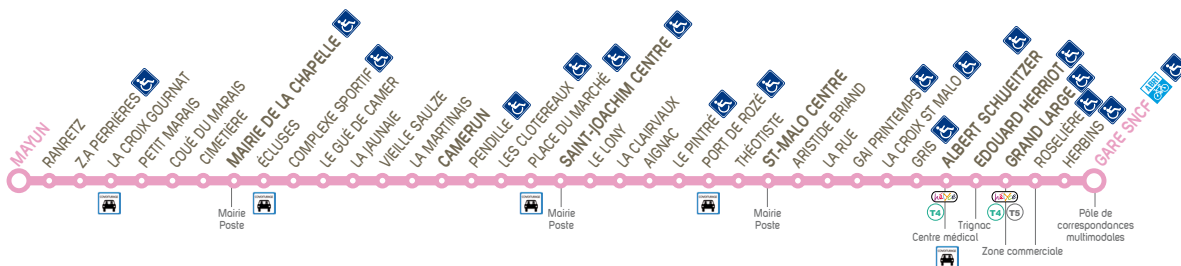 MAYUN
RANRETZ
Z.A PERRIÈRES
LA CROIX GOURNAT
PETIT MARAIS
COUÉ DU MARAIS
CIMETIÈRE
MAIRIE DE LA CHAPELLE
ÉCLUSES
COMPLEXE SPORTIF
LE GUÉ DE CAMER
LA JAUNAIE
VIEILLE SAULZE
LA MARTINAIS
CAMERUN
PENDILLE
LES CLOTEREAUX
PLACE DU MARCHÉ
SAINT-JOACHIM CENTRE
LE LONY
LA CLAIRVAUX
AIGNAC
LE PINTRÉ
PORT DE ROZÉ
THÉOTISTE
ST-MALO CENTRE
ARISTIDE BRIAND
LA RUE
GAI PRINTEMPS
LA CROIX ST MALO
GRIS
ALBERT SCHWEITZER
EDOUARD HERRIOT
GRAND LARGE
ROSELIÈRE
HERBINS
GARE SNCF
ABRI
Mairie
Poste
Mairie
Poste
Mairie
Poste
hélYce
T4
Centre médical
Trignac
hélYce
T4 T5
Zone commerciale
Pôle de
correspondances
multimodales